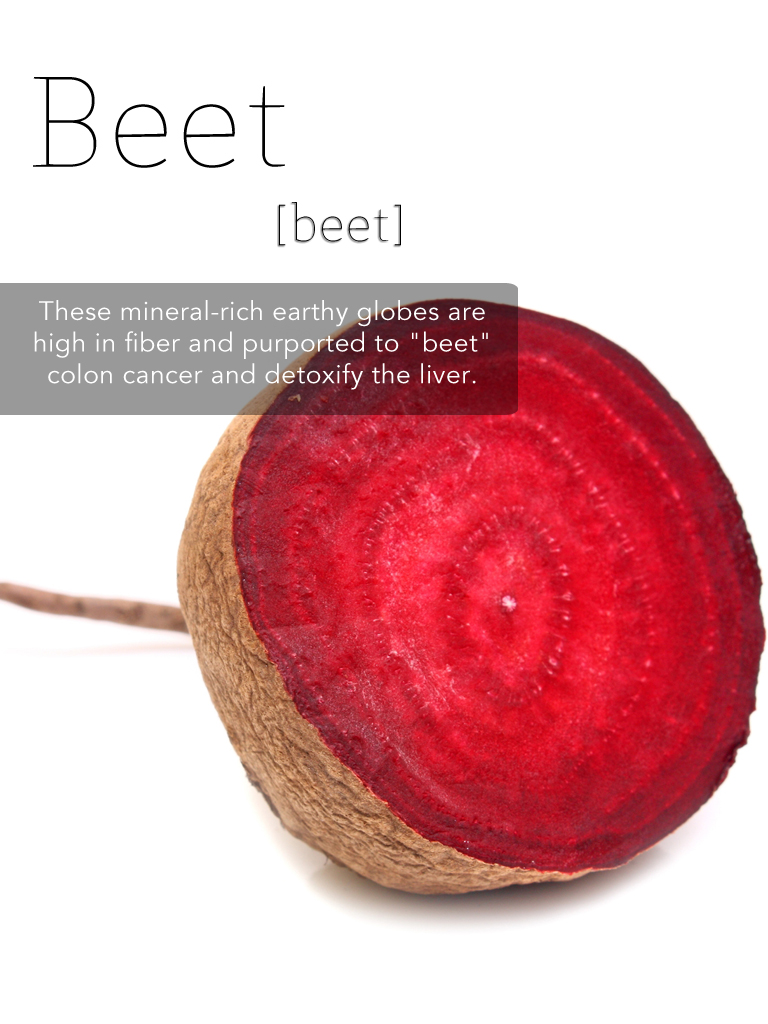 Beet
[beet]
These mineral-rich earthy globes are
high in fiber and purported to "beet"
colon cancer and detoxify the liver.